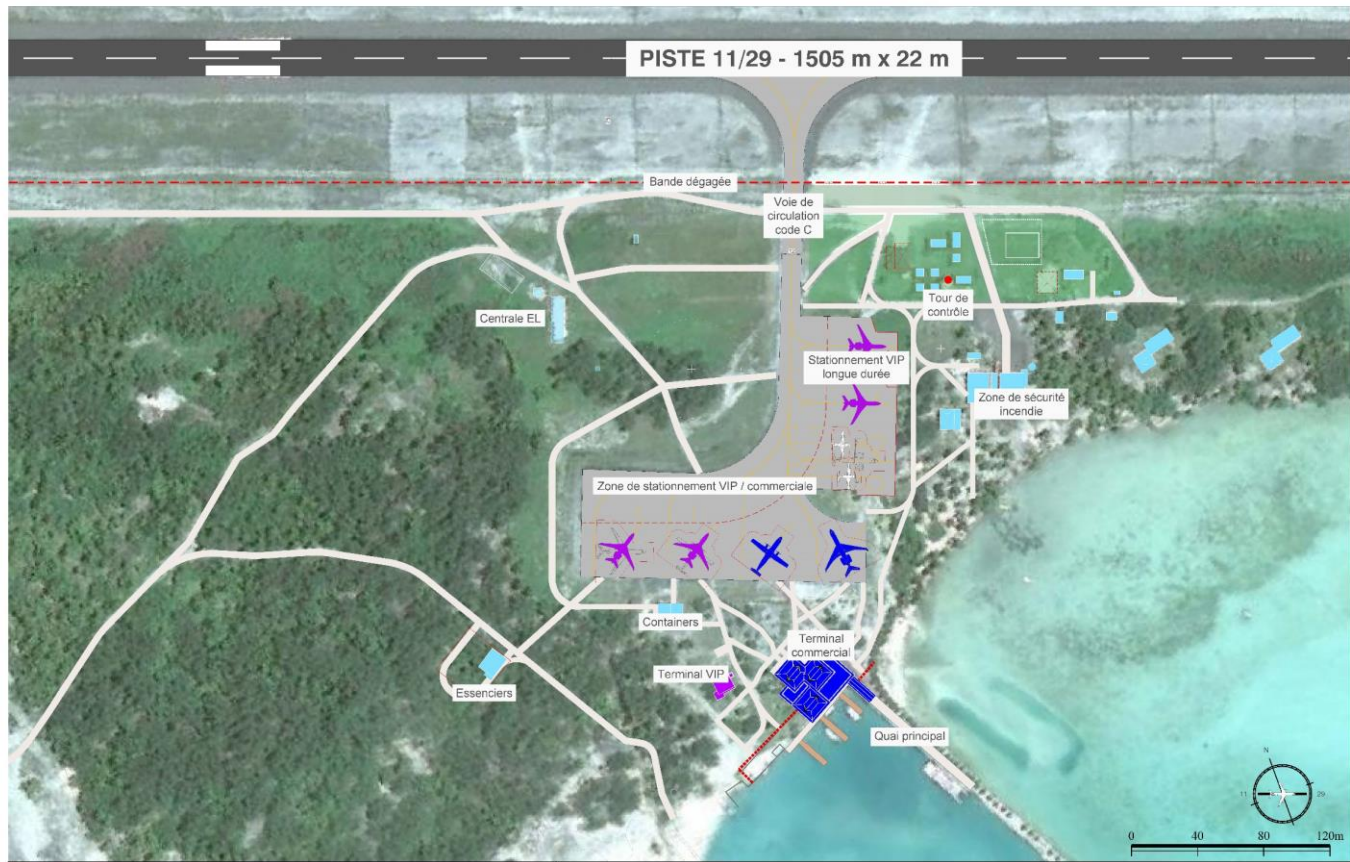 PISTE 11/29 - 1505 m x 22 m
Bande dégagée
Voie de
circulation
code C
Centrale EL
Tour de
contrôle
Stationnement VIP
longue durée
Zone de sécurité
incendie
Zone de stationnement VIP / commerciale
Containers
Terminal
commercial
Terminal VIP
Essenciers
Quai principal
N
11
29
0
40
80
120m